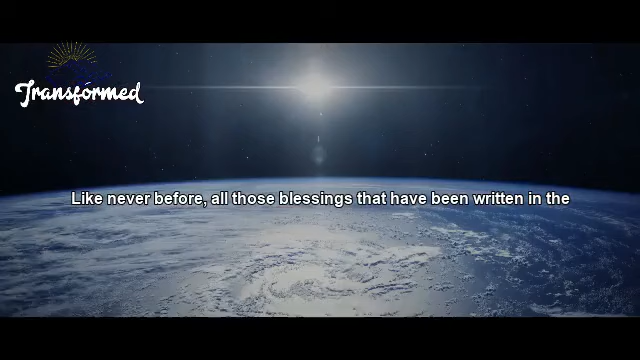 Transformed
Like never before, all those blessings that have been written in the